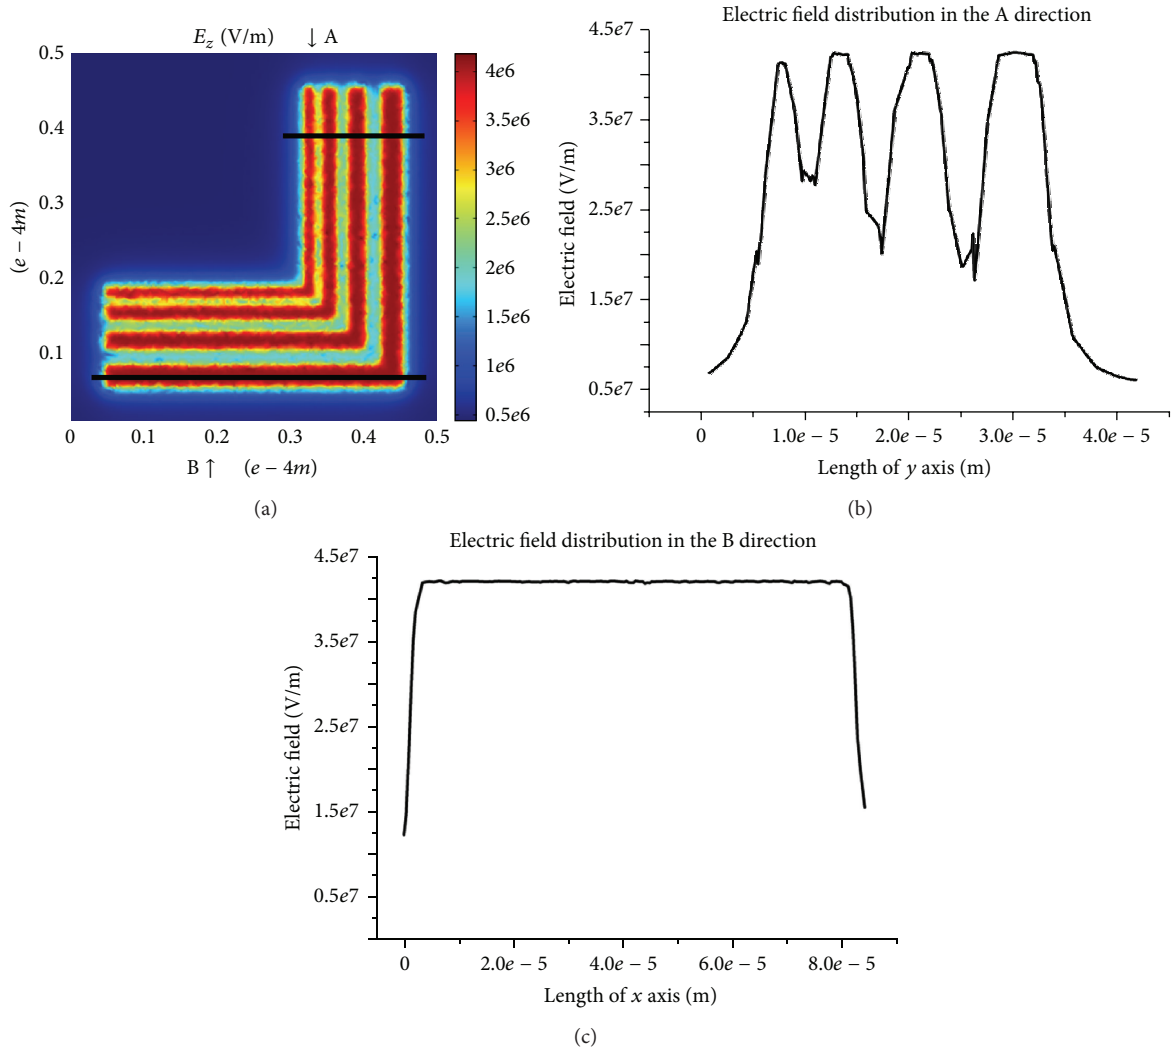 E_z (V/m) ↓ A
0.5
0.4
0.3
0.2
0.1
(e − 4m)
0 0.1 0.2 0.3 0.4 0.5
B ↑ (e − 4m)
4e6
3.5e6
3e6
2.5e6
2e6
1.5e6
1e6
0.5e6
(a)
Electric field distribution in the A direction
4.5e7
3.5e7
2.5e7
1.5e7
0.5e7
Electric field (V/m)
0 1.0e − 5 2.0e − 5 3.0e − 5 4.0e − 5
Length of y axis (m)
(b)
Electric field distribution in the B direction
4.5e7
3.5e7
2.5e7
1.5e7
0.5e7
Electric field (V/m)
0 2.0e − 5 4.0e − 5 6.0e − 5 8.0e − 5
Length of x axis (m)
(c)